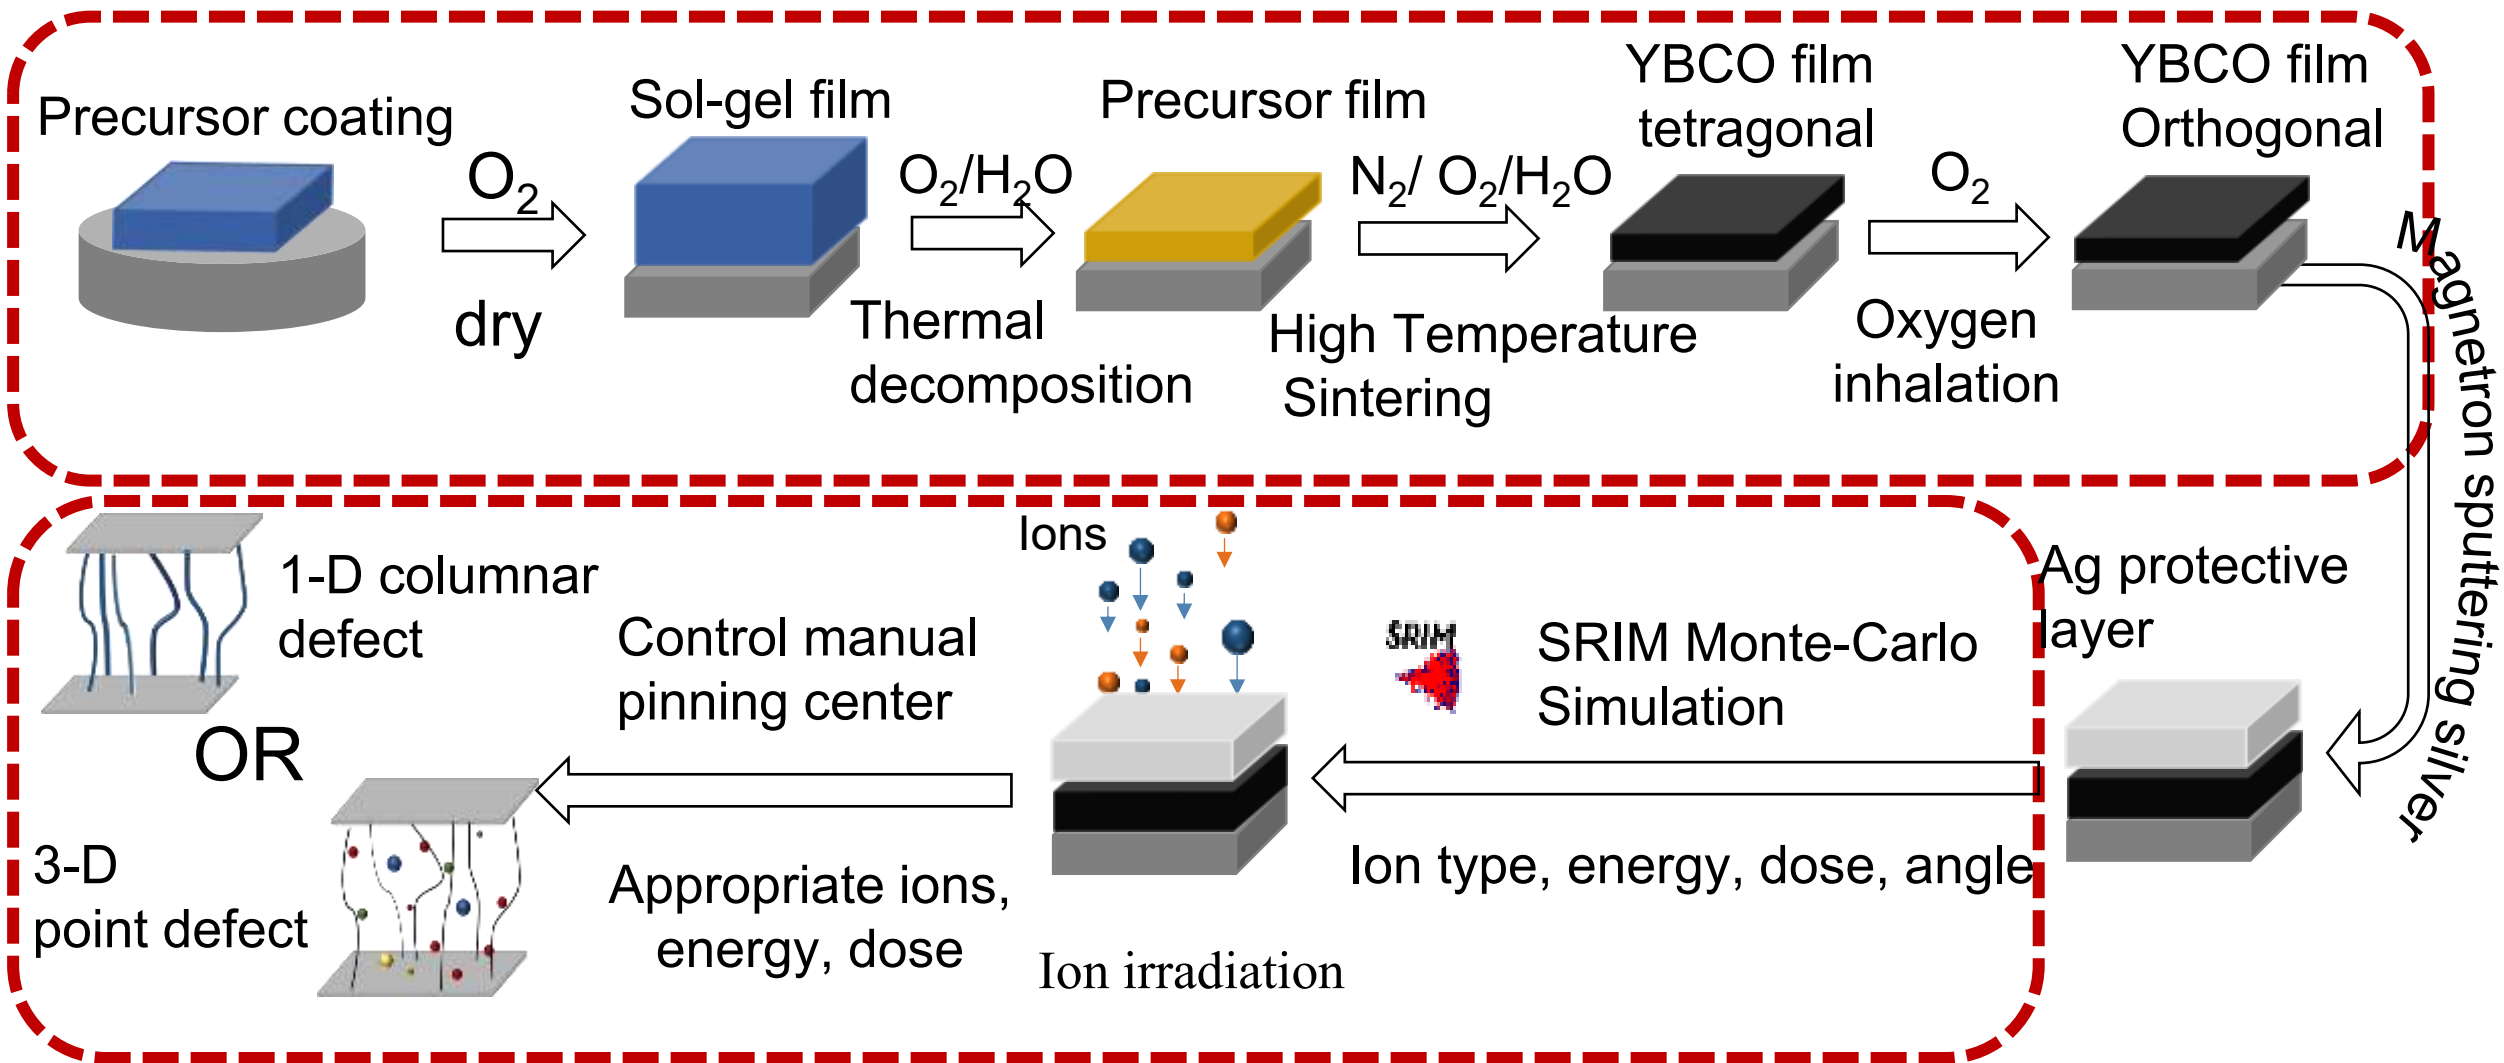 Precursor coating
O2
dry
Sol-gel film
O2/H2O
Thermal
decomposition
Precursor film
N2/ O2/H2O
High Temperature
Sintering
YBCO film
tetragonal
O2
Oxygen
inhalation
YBCO film
Orthogonal
Magnetron sputtering silver
Ag protective
layer
SRIM
SRIM Monte-Carlo
Simulation
Ion type, energy, dose, angle
Ions
Ion irradiation
Control manual
pinning center
Appropriate ions,
energy, dose
1-D columnar
defect
OR
3-D
point defect